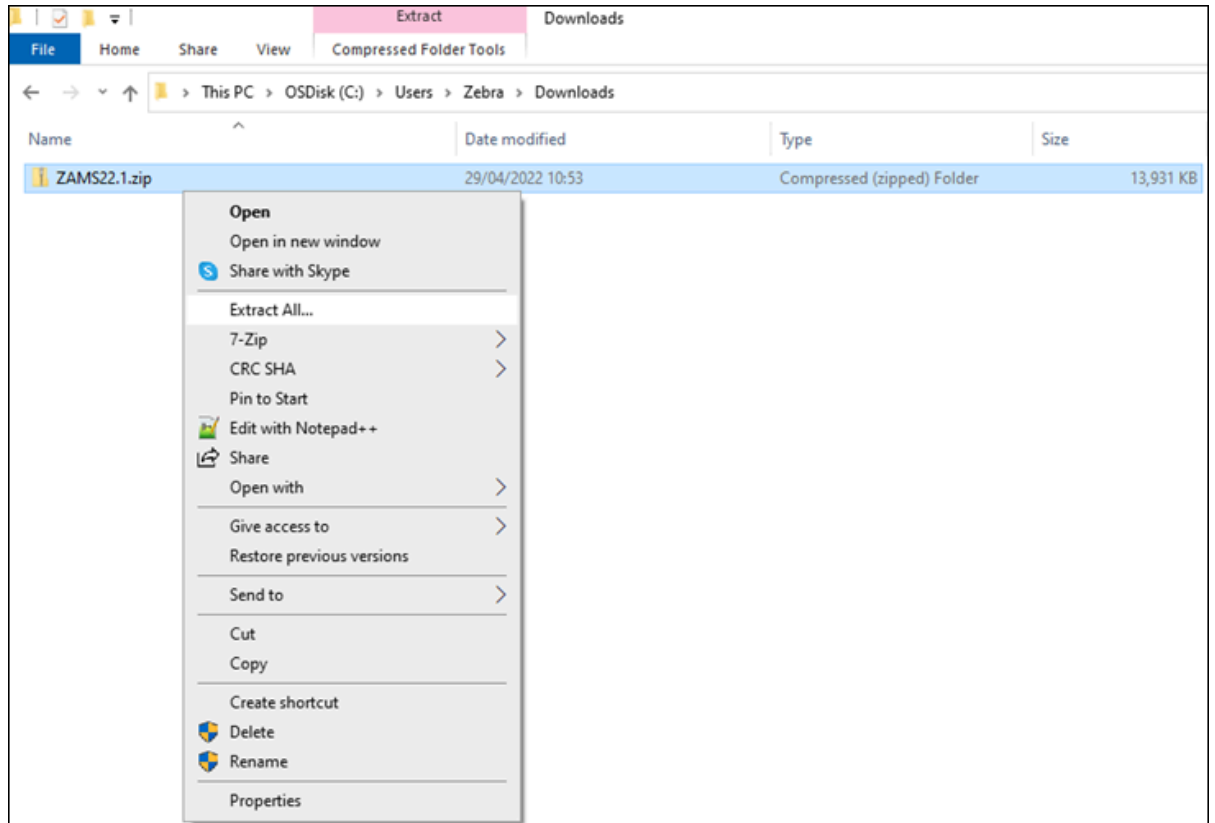 Extract Downloads
File Home Share View Compressed Folder Tools
This PC > OSDisk (C:) > Users > Zebra > Downloads
Name Date modified Type Size
ZAMS22.1.zip 29/04/2022 10:53 Compressed (zipped) Folder 13,931 KB
Open
Open in new window
Share with Skype
Extract All...
7-Zip
CRC SHA
Pin to Start
Edit with Notepad++
Share
Open with
Give access to
Restore previous versions
Send to
Cut
Copy
Create shortcut
Delete
Rename
Properties